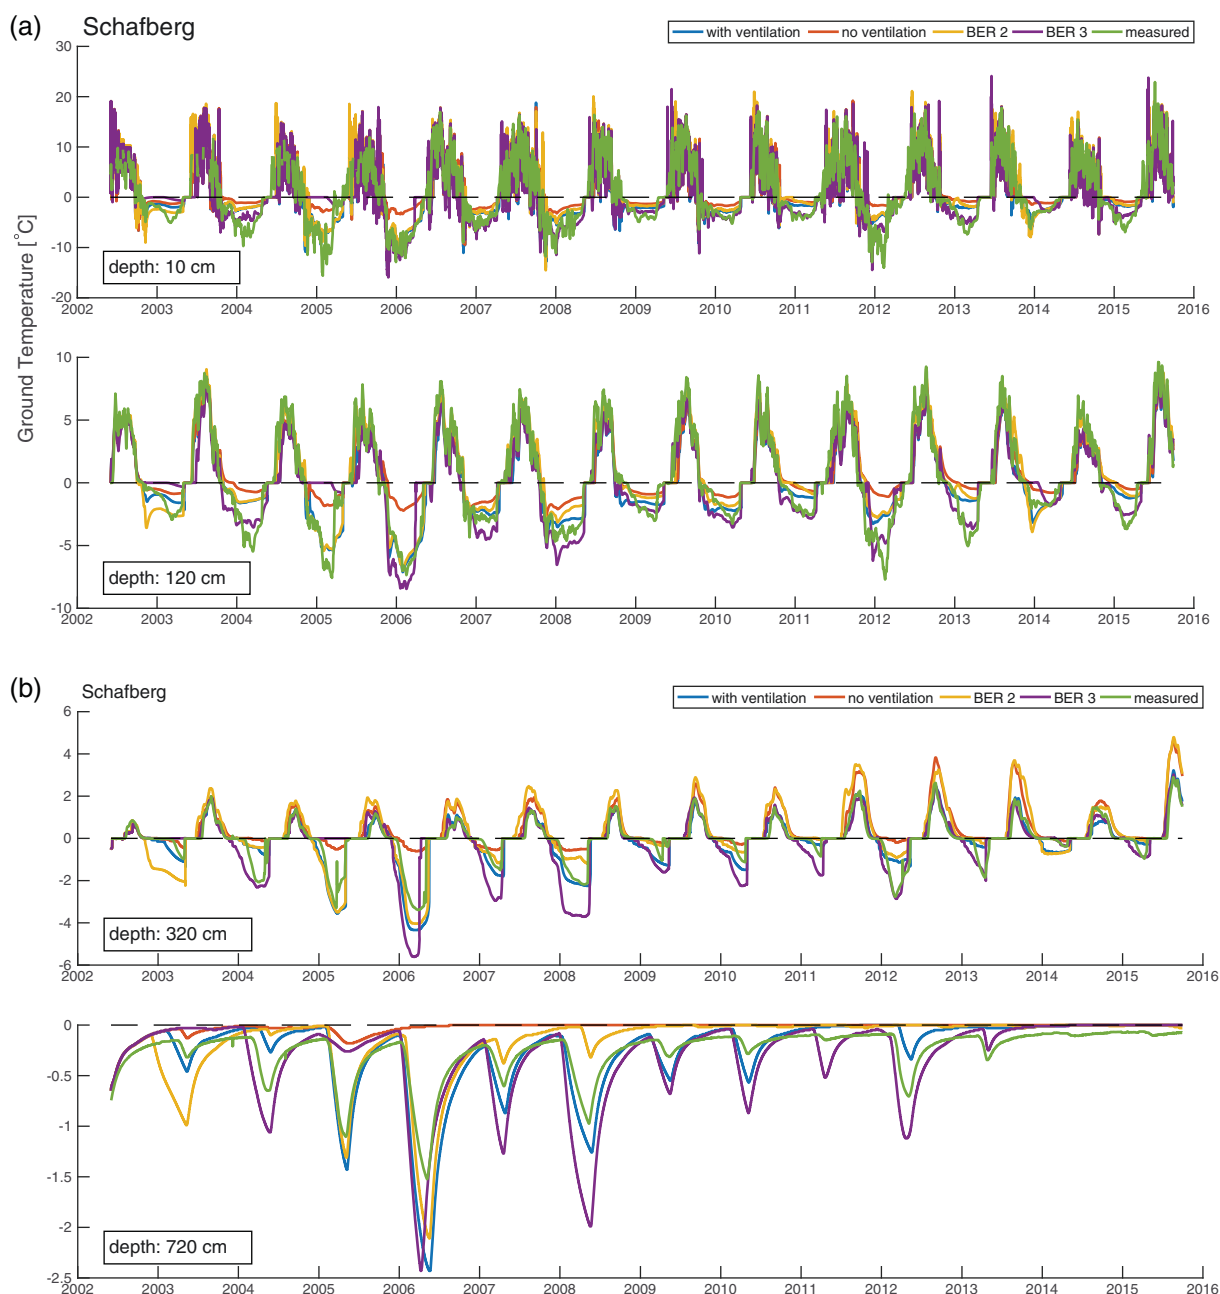 (a) Schafberg
with ventilation no ventilation BER 2 BER 3 measured
30
20
10
0
-10
-20
depth: 10 cm
2002 2003 2004 2005 2006 2007 2008 2009 2010 2011 2012 2013 2014 2015 2016
Ground Temperature [°C]
10
5
0
-5
-10
depth: 120 cm
2002 2003 2004 2005 2006 2007 2008 2009 2010 2011 2012 2013 2014 2015 2016
(b) Schafberg
with ventilation no ventilation BER 2 BER 3 measured
6
4
2
0
-2
-4
-6
depth: 320 cm
2002 2003 2004 2005 2006 2007 2008 2009 2010 2011 2012 2013 2014 2015 2016
0
-0.5
-1
-1.5
-2
-2.5
depth: 720 cm
2002 2003 2004 2005 2006 2007 2008 2009 2010 2011 2012 2013 2014 2015 2016